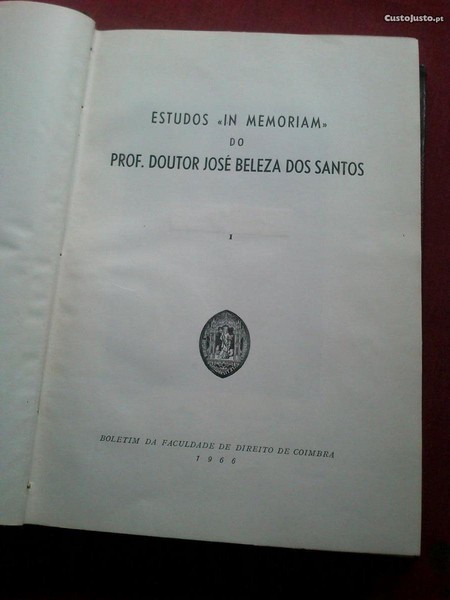 CustoJusto.pt
ESTUDOS «IN MEMORIAM»
DO
PROF. DOUTOR JOSÉ BELEZA DOS SANTOS
I
BOLETIM DA FACULDADE DE DIREITO DE COIMBRA
1966